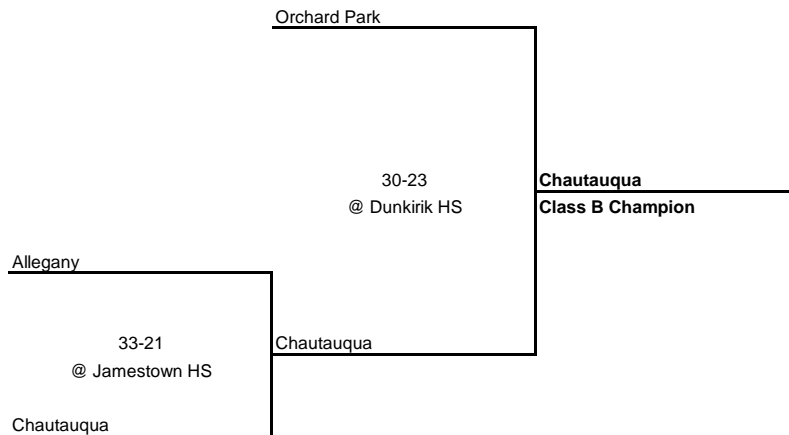 Orchard Park
30-23
@ Dunkirik HS
Chautauqua
Class B Champion
Allegany
33-21
@ Jamestown HS
Chautauqua
Chautauqua